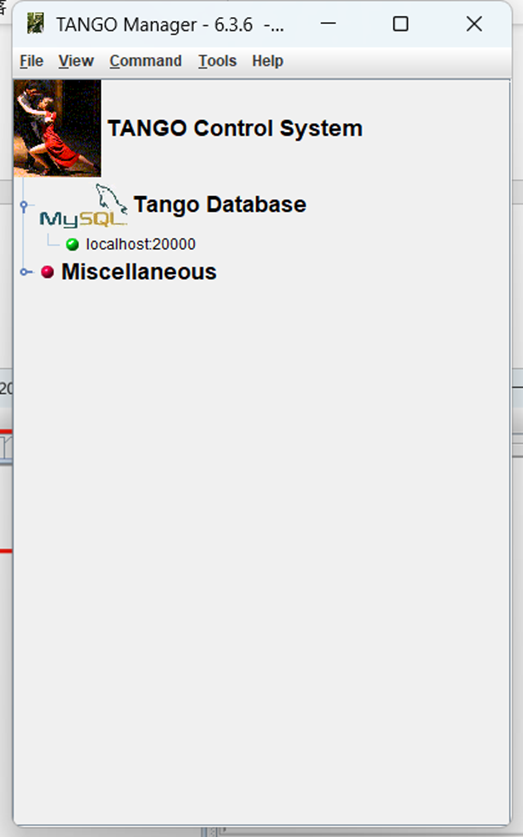 TANGO Manager - 6.3.6 -...
File View Command Tools Help
TANGO Control System
MySQL Tango Database
localhost:20000
Miscellaneous